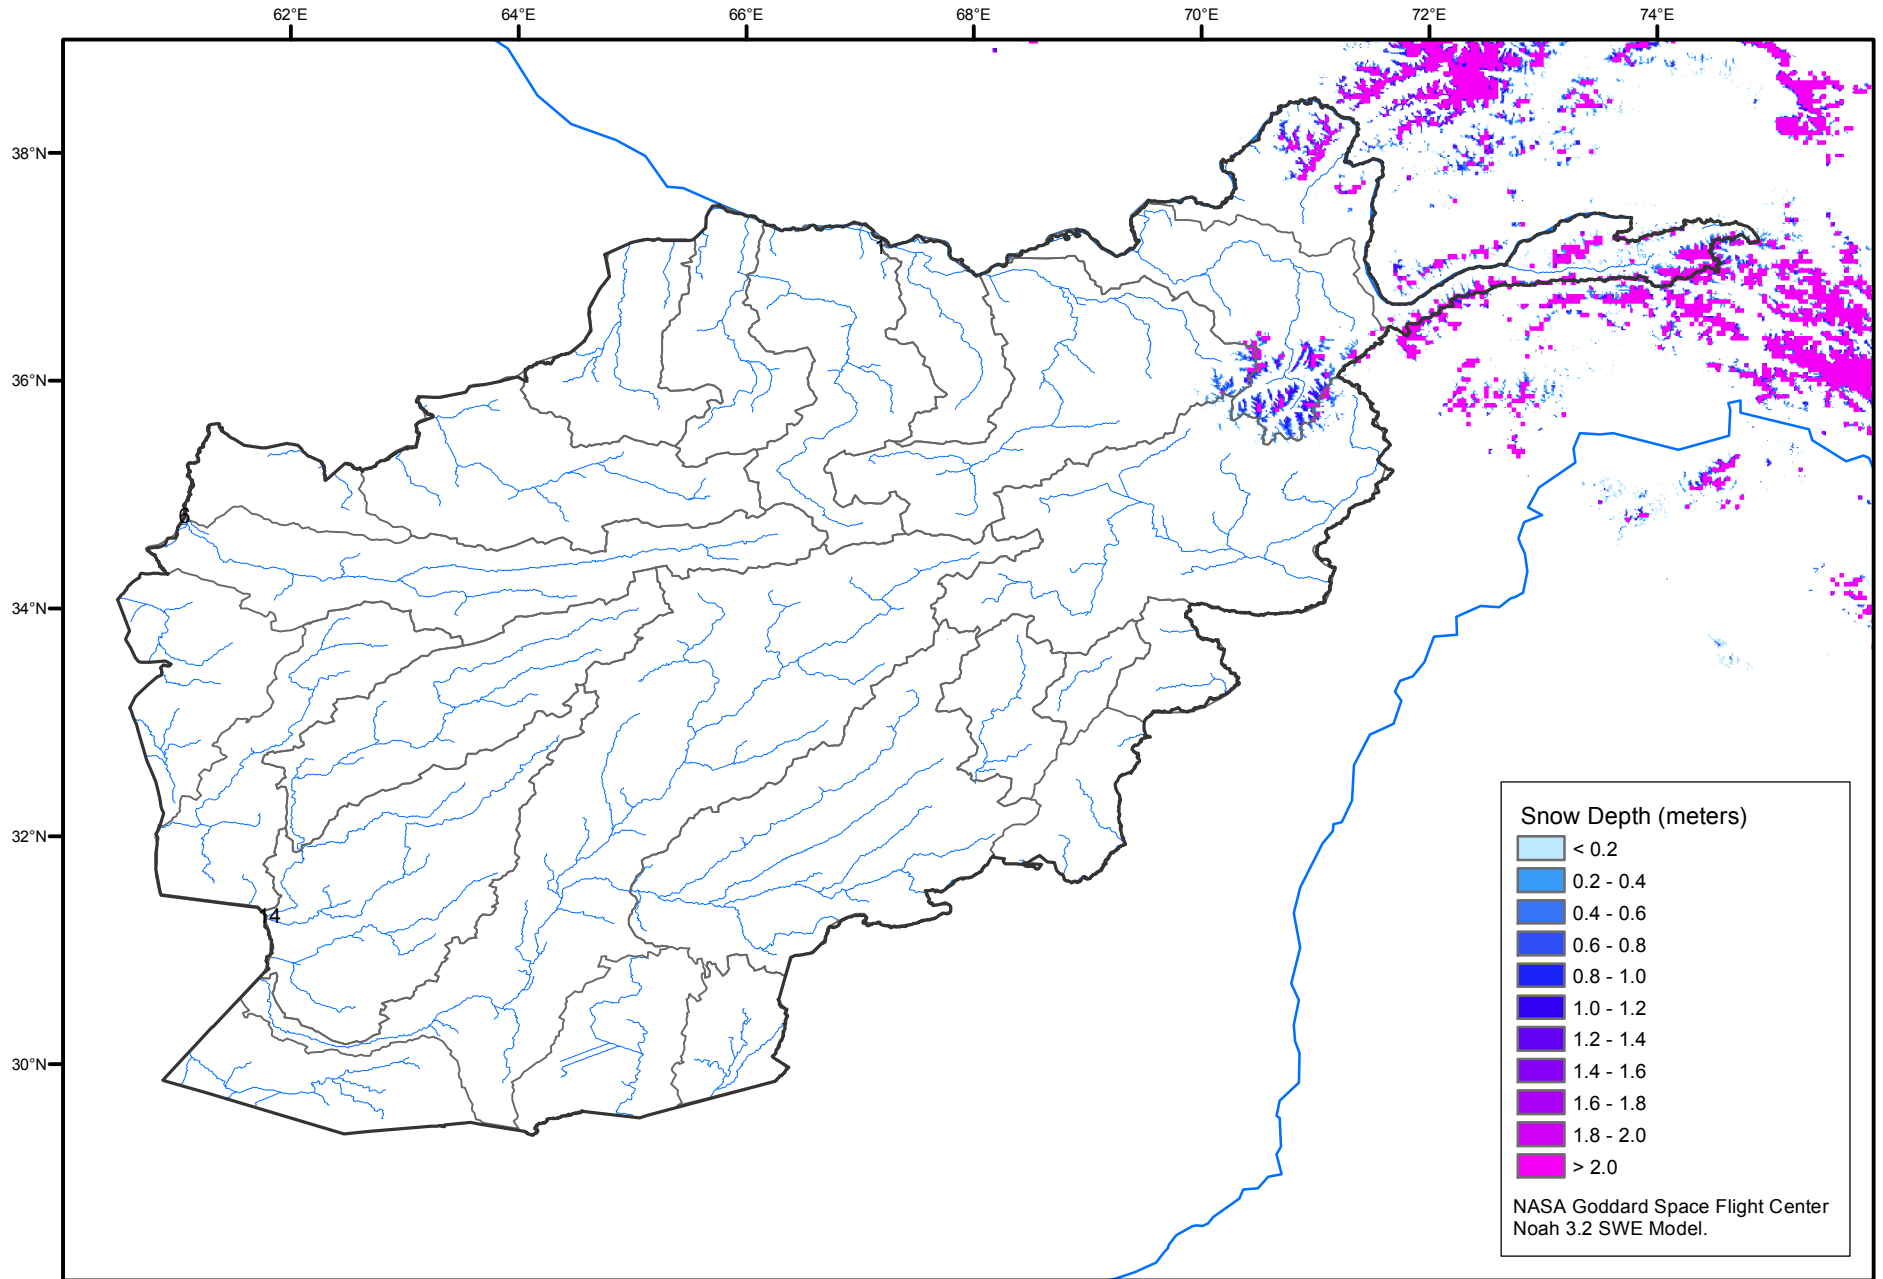 62°E 64°E 66°E 68°E 70°E 72°E 74°E
38°N
1
36°N
6
34°N
32°N
14
30°N
Snow Depth (meters)
< 0.2
0.2 - 0.4
0.4 - 0.6
0.6 - 0.8
0.8 - 1.0
1.0 - 1.2
1.2 - 1.4
1.4 - 1.6
1.6 - 1.8
1.8 - 2.0
> 2.0
NASA Goddard Space Flight Center
Noah 3.2 SWE Model.